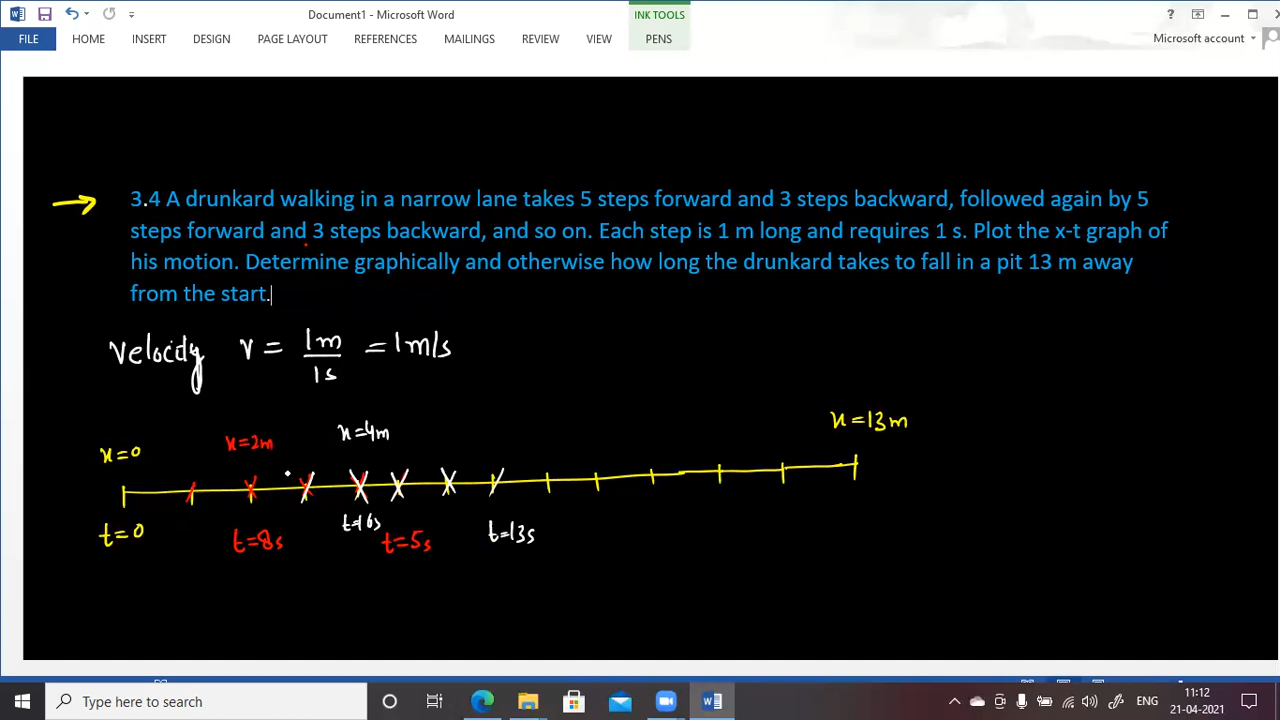 Document1 - Microsoft Word
INK TOOLS
?
FILE HOME INSERT DESIGN PAGE LAYOUT REFERENCES MAILINGS REVIEW VIEW PENS Microsoft account
3.4 A drunkard walking in a narrow lane takes 5 steps forward and 3 steps backward, followed again by 5
steps forward and 3 steps backward, and so on. Each step is 1 m long and requires 1 s. Plot the x-t graph of
his motion. Determine graphically and otherwise how long the drunkard takes to fall in a pit 13 m away
from the start.
Velocity v = 1m/1s = 1m/s
x=0 x=2m x=4m x=13m
t=0 t=8s t=16s t=5s t=13s
Type here to search
ENG
11:12
21-04-2021